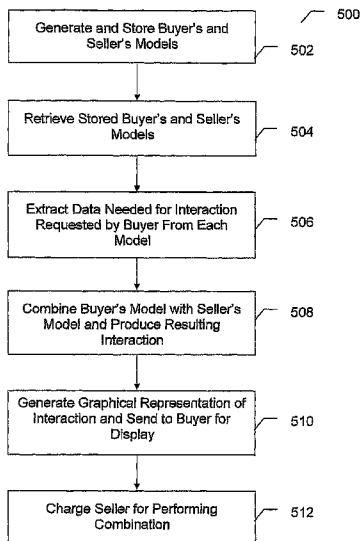 500
Generate and Store Buyer's and
Seller's Models
502
Retrieve Stored Buyer's and Seller's
Models
504
Extract Data Needed for Interaction
Requested by Buyer From Each
Model
506
Combine Buyer's Model with Seller's
Model and Produce Resulting
Interaction
508
Generate Graphical Representation of
Interaction and Send to Buyer for
Display
510
Charge Seller for Performing
Combination
512